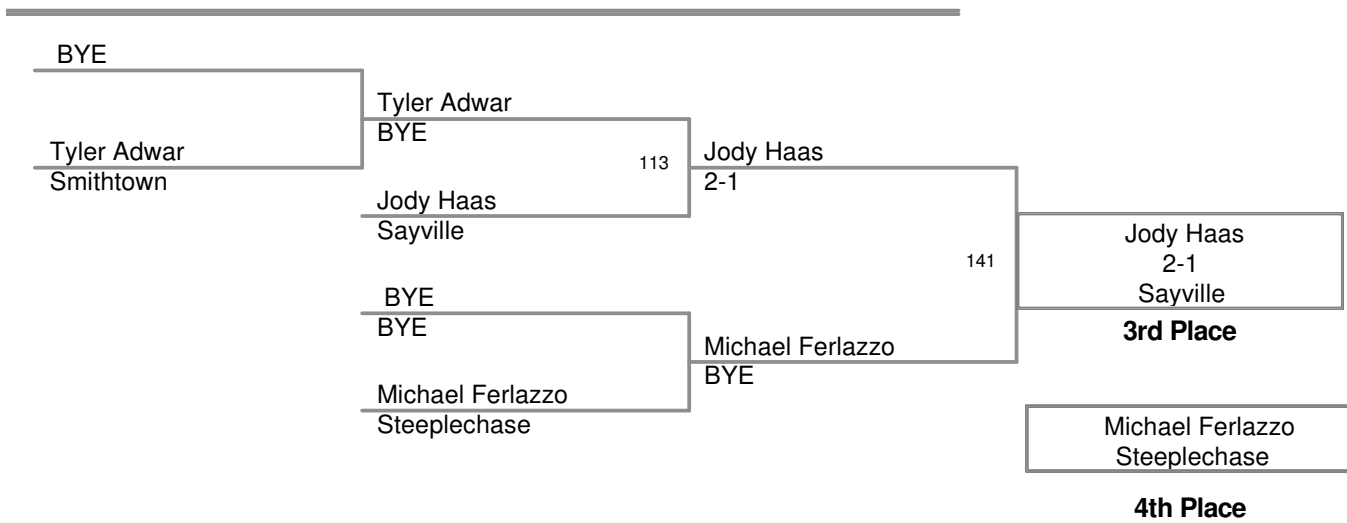 BYE
Tyler Adwar
Smithtown
Tyler Adwar
BYE
Jody Haas
Sayville
BYE
BYE
Michael Ferlazzo
Steeplechase
113
Jody Haas
2-1
Michael Ferlazzo
BYE
141
Jody Haas
2-1
Sayville
3rd Place
Michael Ferlazzo
Steeplechase
4th Place